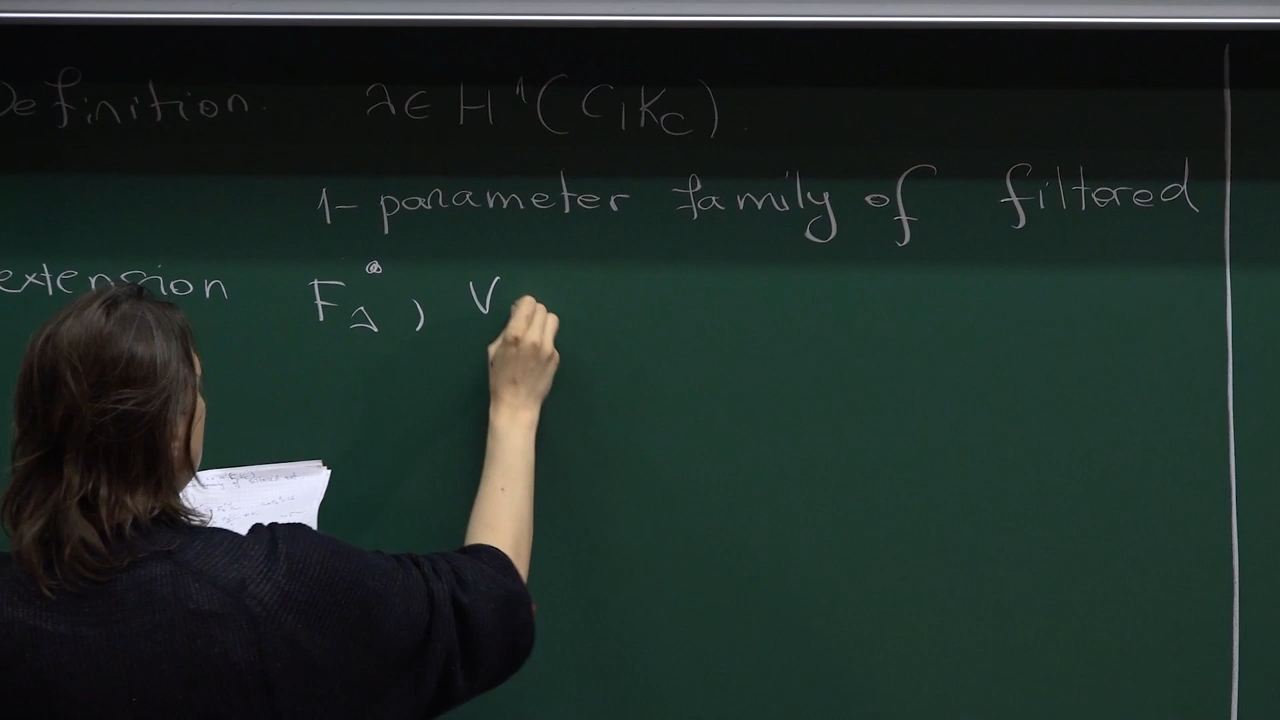 Definition. λ ∈ H¹(C, K_C).
1-parameter family of filtered
extension F_λ^•, V